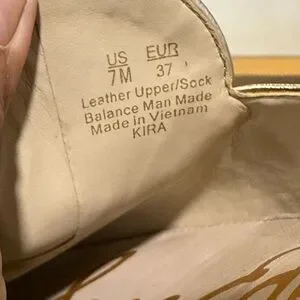 US EUR
7M 37
Leather Upper/Sock
Balance Man Made
Made in Vietnam
KIRA